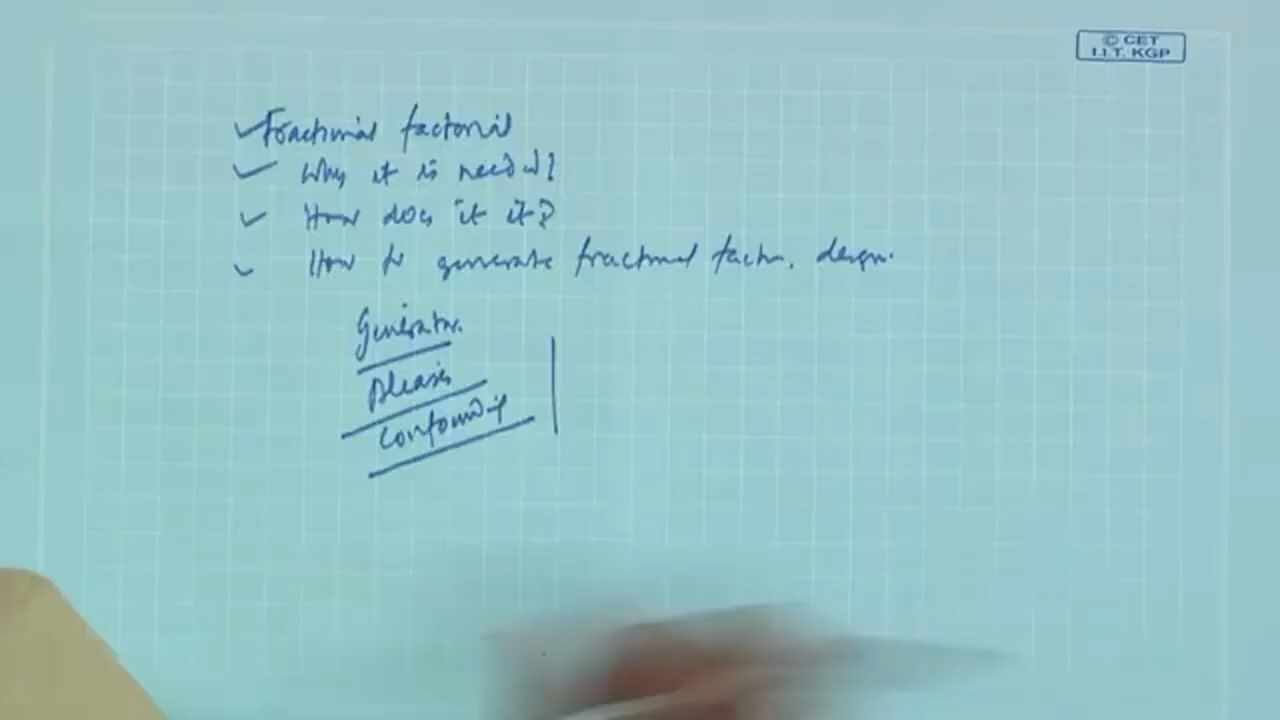 © CET
I.I.T. KGP
Fractional factorial
Why it is needed?
How does it it?
How to generate fractional factor. design.
Generator.
Aliases
Confounding